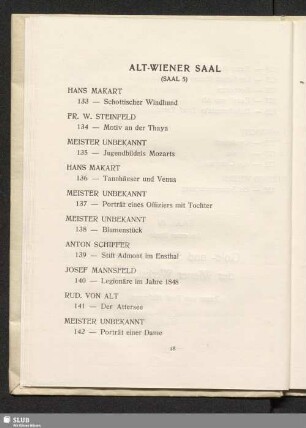 ALT-WIENER SAAL
(SAAL 5)
HANS MAKART
133 — Schottischer Windhund
FR. W. STEINFELD
134 — Motiv an der Thaya
MEISTER UNBEKANNT
135 — Jugendbildnis Mozarts
HANS MAKART
136 — Tannhäuser und Venus
MEISTER UNBEKANNT
137 — Porträt eines Offiziers mit Tochter
MEISTER UNBEKANNT
138 — Blumenstück
ANTON SCHIFFER
139 — Stift Admont im Ennthal
JOSEF MANNSFELD
140 — Legionäre im Jahre 1848
RUD. VON ALT
141 — Der Attersee
MEISTER UNBEKANNT
142 — Porträt einer Dame
SLUB